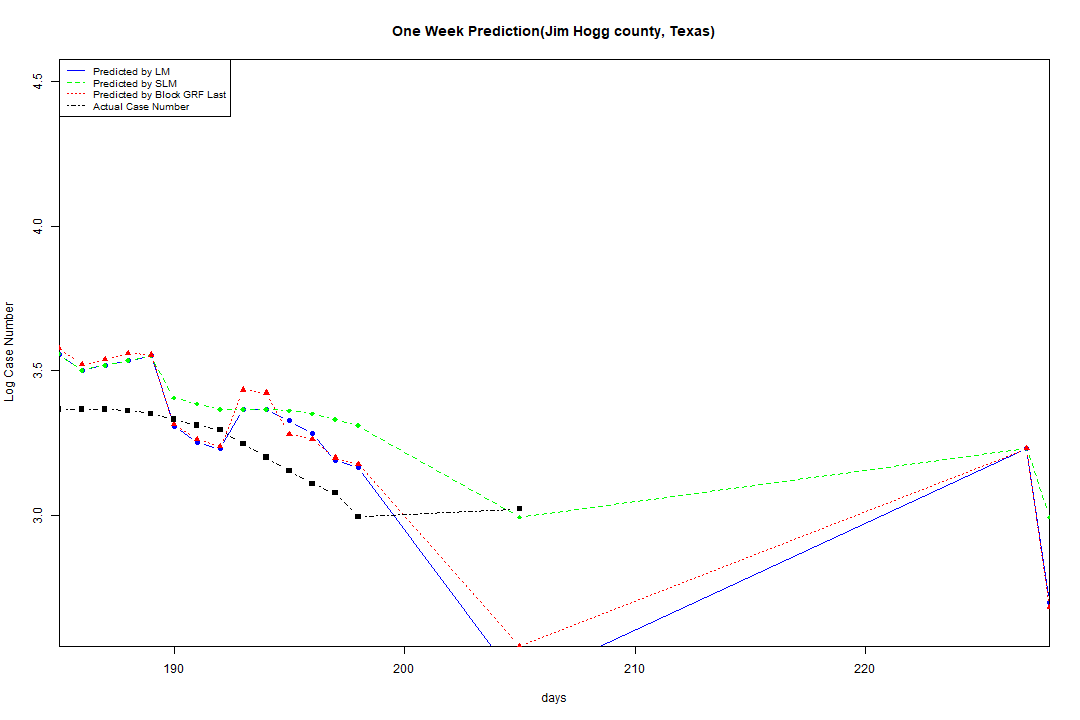 One Week Prediction(Jim Hogg county, Texas)
Predicted by LM
Predicted by SLM
Predicted by Block GRF Last
Actual Case Number
4.5
4.0
3.5
3.0
Log Case Number
190
200
210
220
days